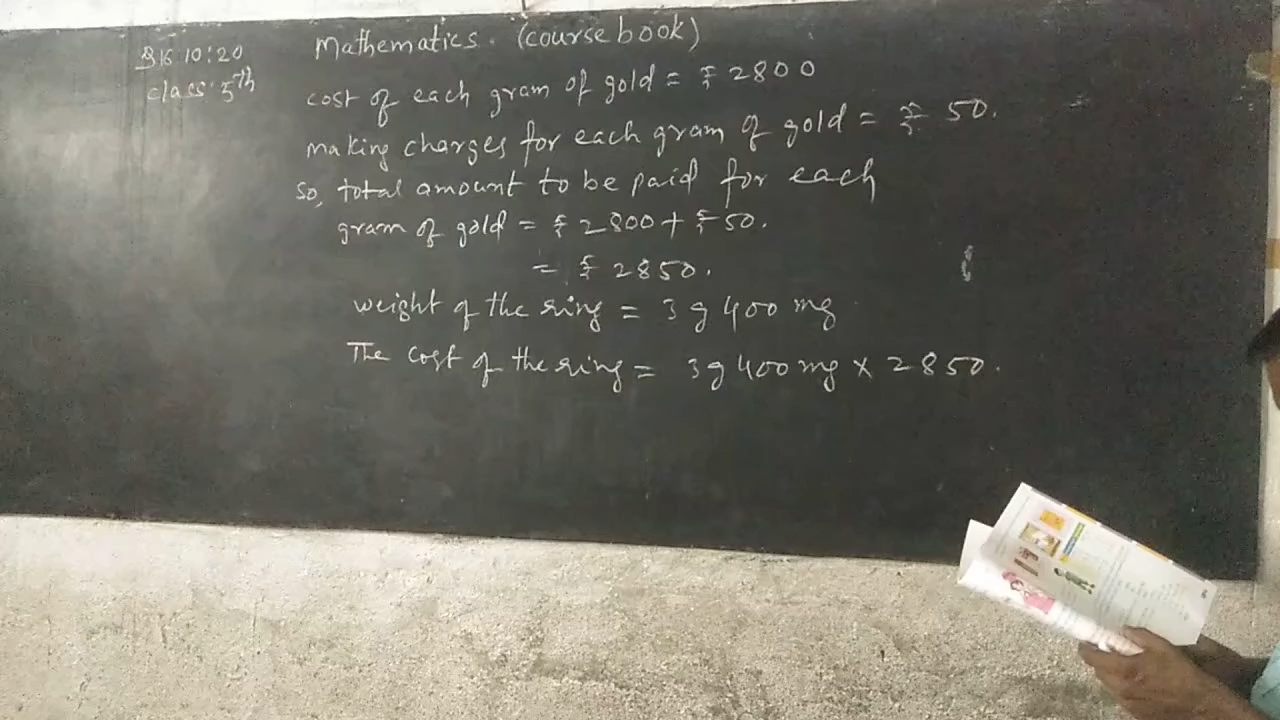 Mathematics. (course book)
10:20
class: 5th
cost of each gram of gold = ₹ 2800
making charges for each gram of gold = ₹ 50.
so, total amount to be paid for each
gram of gold = ₹ 2800 + ₹ 50.
= ₹ 2850.
weight of the ring = 3 g 400 mg
The cost of the ring = 3 g 400 mg × 2850.